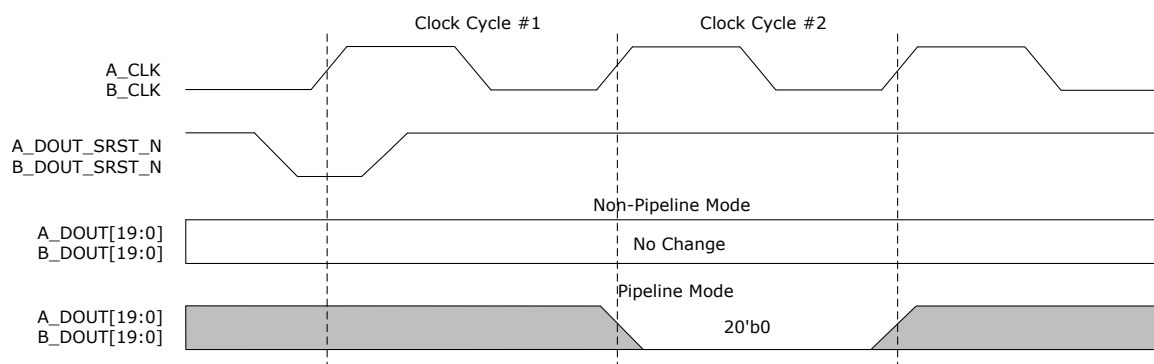 Clock Cycle #1
Clock Cycle #2
A_CLK
B_CLK
A_DOUT_SRST_N
B_DOUT_SRST_N
Non-Pipeline Mode
A_DOUT[19:0]
B_DOUT[19:0]
No Change
Pipeline Mode
A_DOUT[19:0]
B_DOUT[19:0]
20'b0